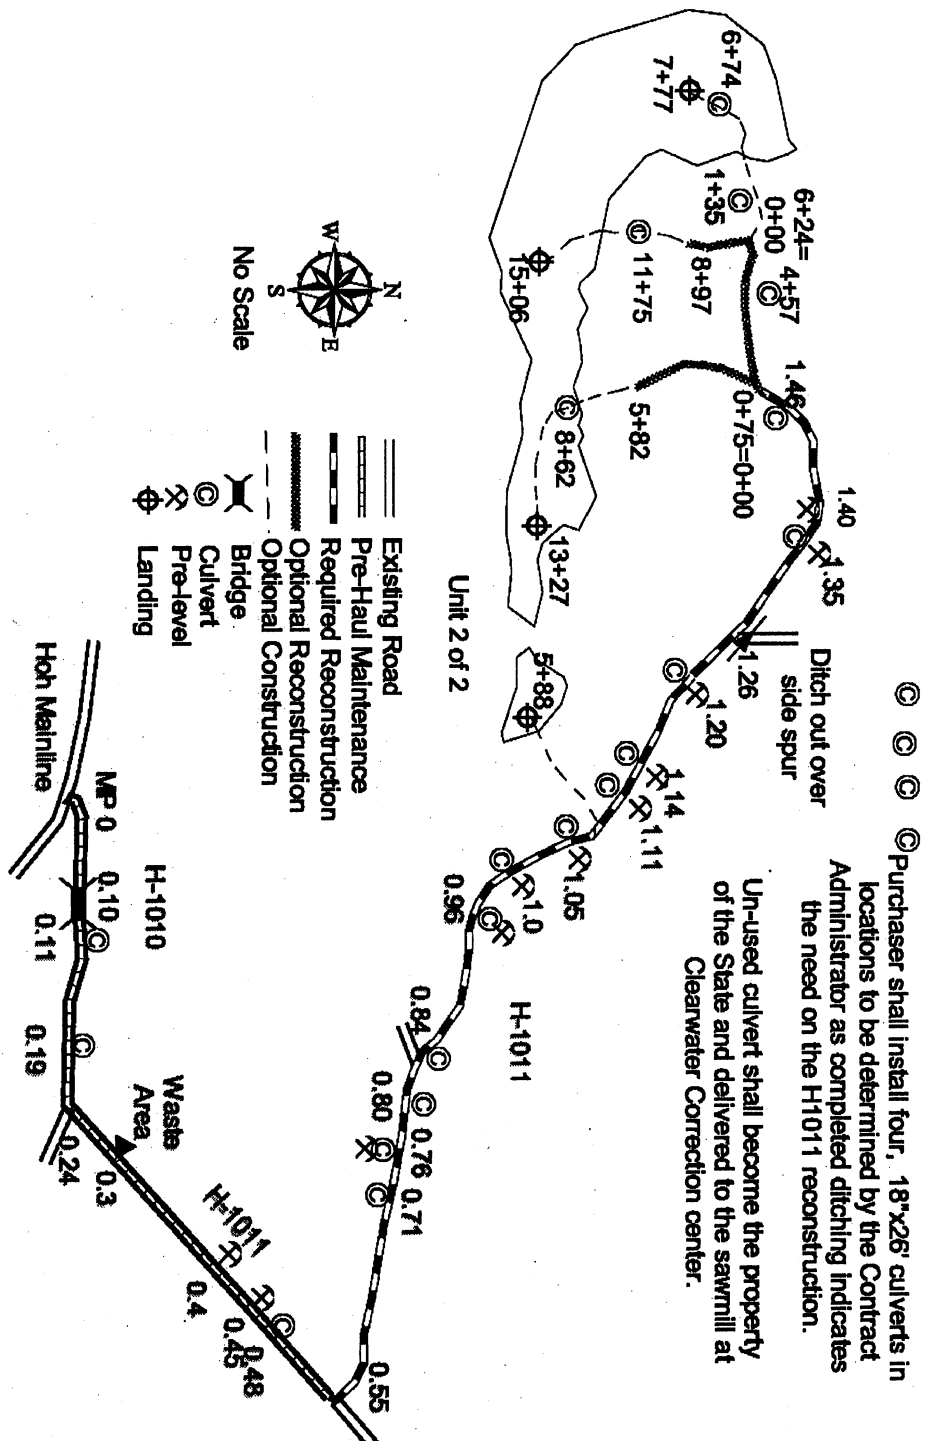 © © © © Purchaser shall install four, 18"x26' culverts in
locations to be determined by the Contract
Administrator as completed ditching indicates
the need on the H1011 reconstruction.
Un-used culvert shall become the property
of the State and delivered to the sawmill at
Clearwater Correction center.
Ditch out over
side spur
6+74
7+77
1+35
6+24=
0+00
4+57
8+97
11+75
15+06
1.46
0+75=0+00
5+82
8+62
13+27
5+88
1.40
1.35
1.26
1.20
1.14
1.11
1.05
1.0
0.96
H-1011
0.84
0.80
0.76
0.71
0.55
Unit 2 of 2
N
W
E
S
No Scale
Existing Road
Pre-Haul Maintenance
Required Reconstruction
Optional Reconstruction
Optional Construction
Bridge
© Culvert
Pre-level
Landing
Hoh Mainline
MP 0
H-1010
0.10
0.11
0.19
0.24
Waste
Area
0.3
H-1011
0.4
0.45
0.48